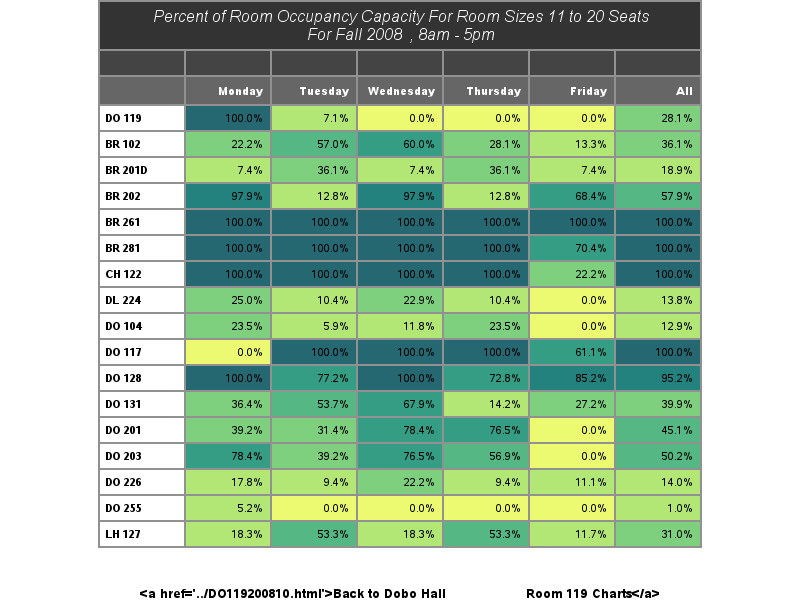 Percent of Room Occupancy Capacity For Room Sizes 11 to 20 Seats
For Fall 2008 , 8am - 5pm
Monday Tuesday Wednesday Thursday Friday All
DO 119 100.0% 7.1% 0.0% 0.0% 0.0% 28.1%
BR 102 22.2% 57.0% 60.0% 28.1% 13.3% 36.1%
BR 201D 7.4% 36.1% 7.4% 36.1% 7.4% 18.9%
BR 202 97.9% 12.8% 97.9% 12.8% 68.4% 57.9%
BR 261 100.0% 100.0% 100.0% 100.0% 100.0% 100.0%
BR 281 100.0% 100.0% 100.0% 100.0% 70.4% 100.0%
CH 122 100.0% 100.0% 100.0% 100.0% 22.2% 100.0%
DL 224 25.0% 10.4% 22.9% 10.4% 0.0% 13.8%
DO 104 23.5% 5.9% 11.8% 23.5% 0.0% 12.9%
DO 117 0.0% 100.0% 100.0% 100.0% 61.1% 100.0%
DO 128 100.0% 77.2% 100.0% 72.8% 85.2% 95.2%
DO 131 36.4% 53.7% 67.9% 14.2% 27.2% 39.9%
DO 201 39.2% 31.4% 78.4% 76.5% 0.0% 45.1%
DO 203 78.4% 39.2% 76.5% 56.9% 0.0% 50.2%
DO 226 17.8% 9.4% 22.2% 9.4% 11.1% 14.0%
DO 255 5.2% 0.0% 0.0% 0.0% 0.0% 1.0%
LH 127 18.3% 53.3% 18.3% 53.3% 11.7% 31.0%
<a href='../DO119200810.html'>Back to Dobo Hall Room 119 Charts</a>